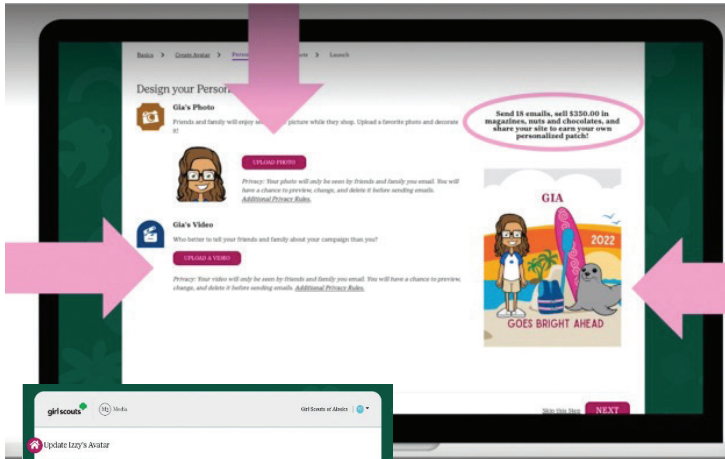 Basics > Create Avatar > Perso > Launch
Design your Person
Gia's Photo
Friends and family will enjoy se picture while they shop. Upload a favorite photo and decorate
it!
UPLOAD PHOTO
Privacy: Your photo will only be seen by friends and family you email. You will
have a chance to preview, change, and delete it before sending emails.
Additional Privacy Rules.
Gia's Video
Who better to tell your friends and family about your campaign than you?
UPLOAD A VIDEO
Privacy: Your video will only be seen by friends and family you email. You will have a chance to preview,
change, and delete it before sending emails. Additional Privacy Rules.
Send 18 emails, sell $350.00 in
magazines, nuts and chocolates, and
share your site to earn your own
personalized patch!
GIA
2022
GOES BRIGHT AHEAD
Skip this Step
NEXT
girl scouts
M2 Media
Girl Scouts of Alaska
Update Izzy's Avatar